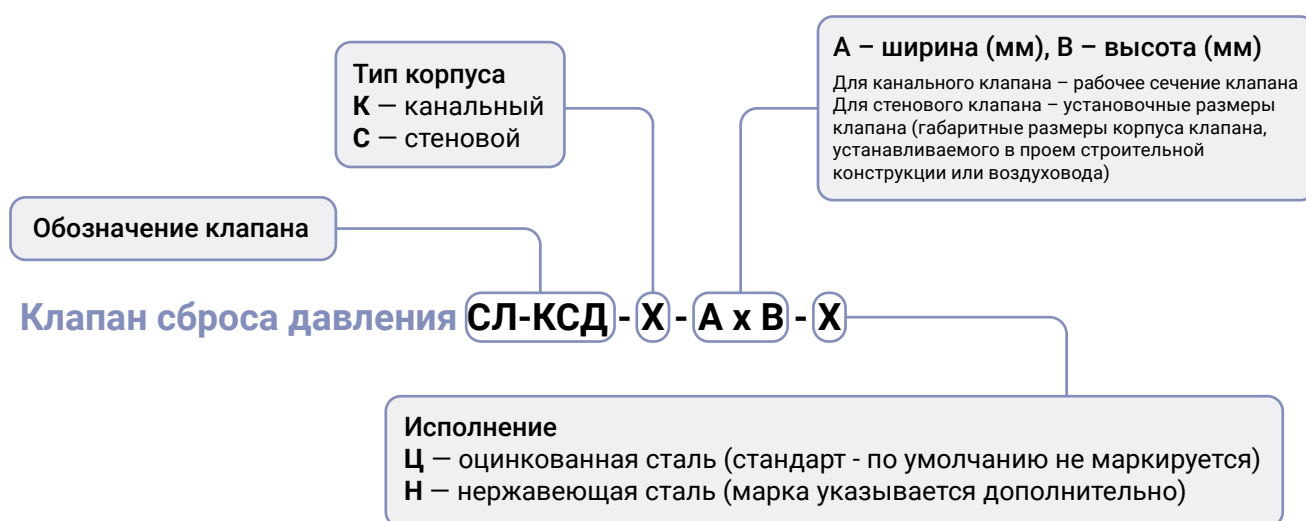 А – ширина (мм), В – высота (мм)
Для канального клапана – рабочее сечение клапана
Для стенового клапана – установочные размеры
клапана (габаритные размеры корпуса клапана,
устанавливаемого в проем строительной
конструкции или воздуховода)
Тип корпуса
К — канальный
С — стеновой
Обозначение клапана
Клапан сброса давления СЛ-КСД - Х - А х В - Х
Исполнение
Ц — оцинкованная сталь (стандарт - по умолчанию не маркируется)
Н — нержавеющая сталь (марка указывается дополнительно)